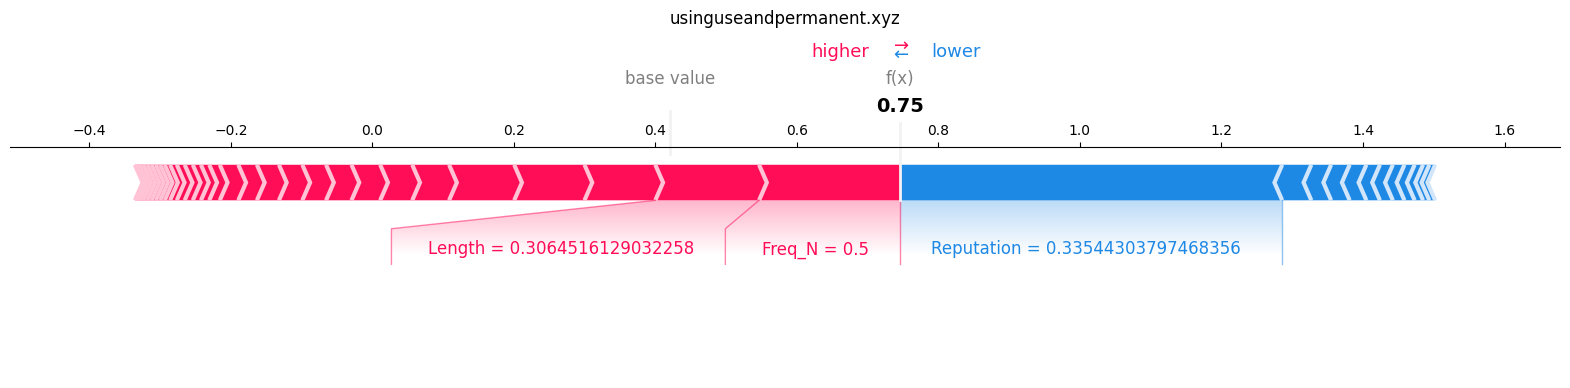 usinguseandpermanent.xyz
higher → ← lower
base value f(x)
0.75
−0.4 −0.2 0.0 0.2 0.4 0.6 0.8 1.0 1.2 1.4 1.6
Length = 0.3064516129032258 Freq_N = 0.5 Reputation = 0.33544303797468356